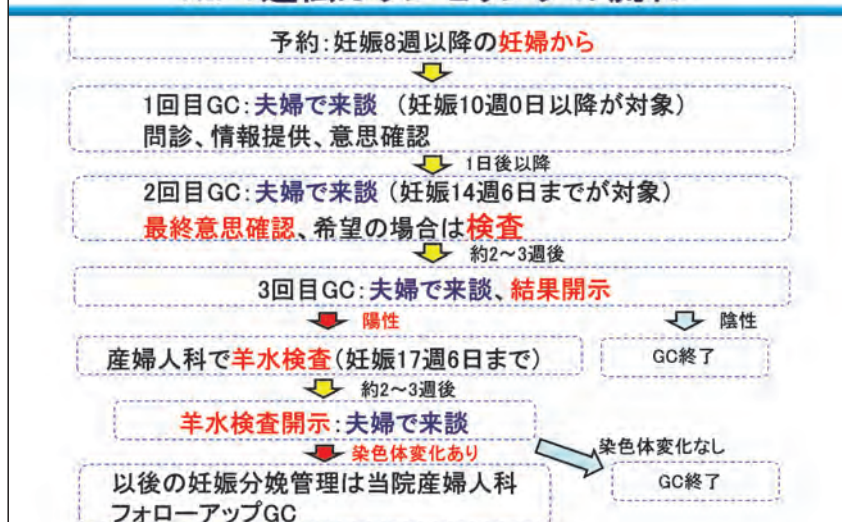 予約:妊娠8週以降の妊婦から
1回目GC:夫婦で来談 (妊娠10週0日以降が対象)
問診、情報提供、意思確認
1日後以降
2回目GC:夫婦で来談(妊娠14週6日までが対象)
最終意思確認、希望の場合は検査
約2~3週後
3回目GC:夫婦で来談、結果開示
陽性
陰性
産婦人科で羊水検査(妊娠17週6日まで)
GC終了
約2~3週後
羊水検査開示:夫婦で来談
染色体変化あり
染色体変化なし
以後の妊娠分娩管理は当院産婦人科
フォローアップGC
GC終了